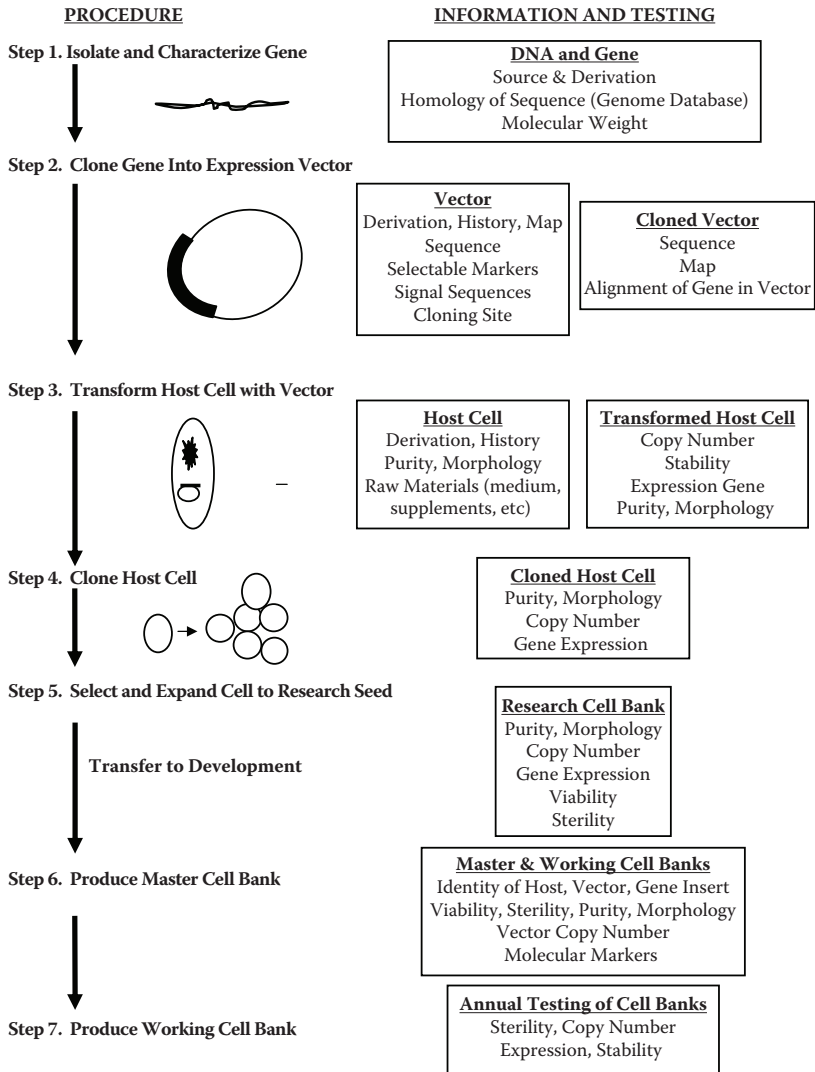 PROCEDURE
INFORMATION AND TESTING
Step 1. Isolate and Characterize Gene
DNA and Gene
Source & Derivation
Homology of Sequence (Genome Database)
Molecular Weight
Step 2. Clone Gene Into Expression Vector
Vector
Derivation, History, Map
Sequence
Selectable Markers
Signal Sequences
Cloning Site
Cloned Vector
Sequence
Map
Alignment of Gene in Vector
Step 3. Transform Host Cell with Vector
Host Cell
Derivation, History
Purity, Morphology
Raw Materials (medium,
supplements, etc)
Transformed Host Cell
Copy Number
Stability
Expression Gene
Purity, Morphology
Step 4. Clone Host Cell
Cloned Host Cell
Purity, Morphology
Copy Number
Gene Expression
Step 5. Select and Expand Cell to Research Seed
Transfer to Development
Research Cell Bank
Purity, Morphology
Copy Number
Gene Expression
Viability
Sterility
Step 6. Produce Master Cell Bank
Master & Working Cell Banks
Identity of Host, Vector, Gene Insert
Viability, Sterility, Purity, Morphology
Vector Copy Number
Molecular Markers
Step 7. Produce Working Cell Bank
Annual Testing of Cell Banks
Sterility, Copy Number
Expression, Stability